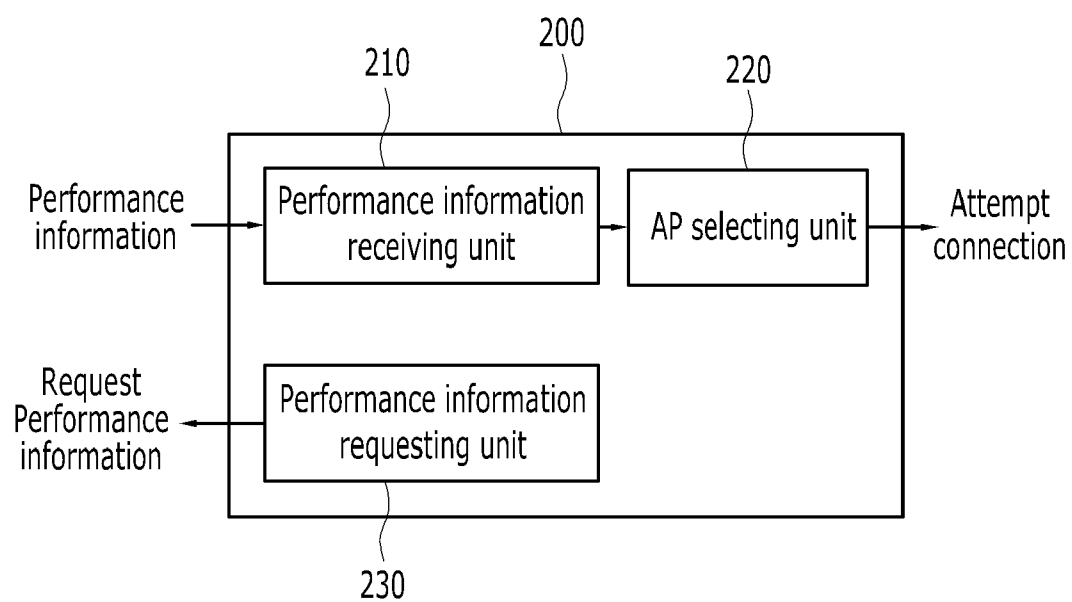 200
210
220
Performance
information
Performance information
receiving unit
AP selecting unit
Attempt
connection
Request
Performance
information
Performance information
requesting unit
230